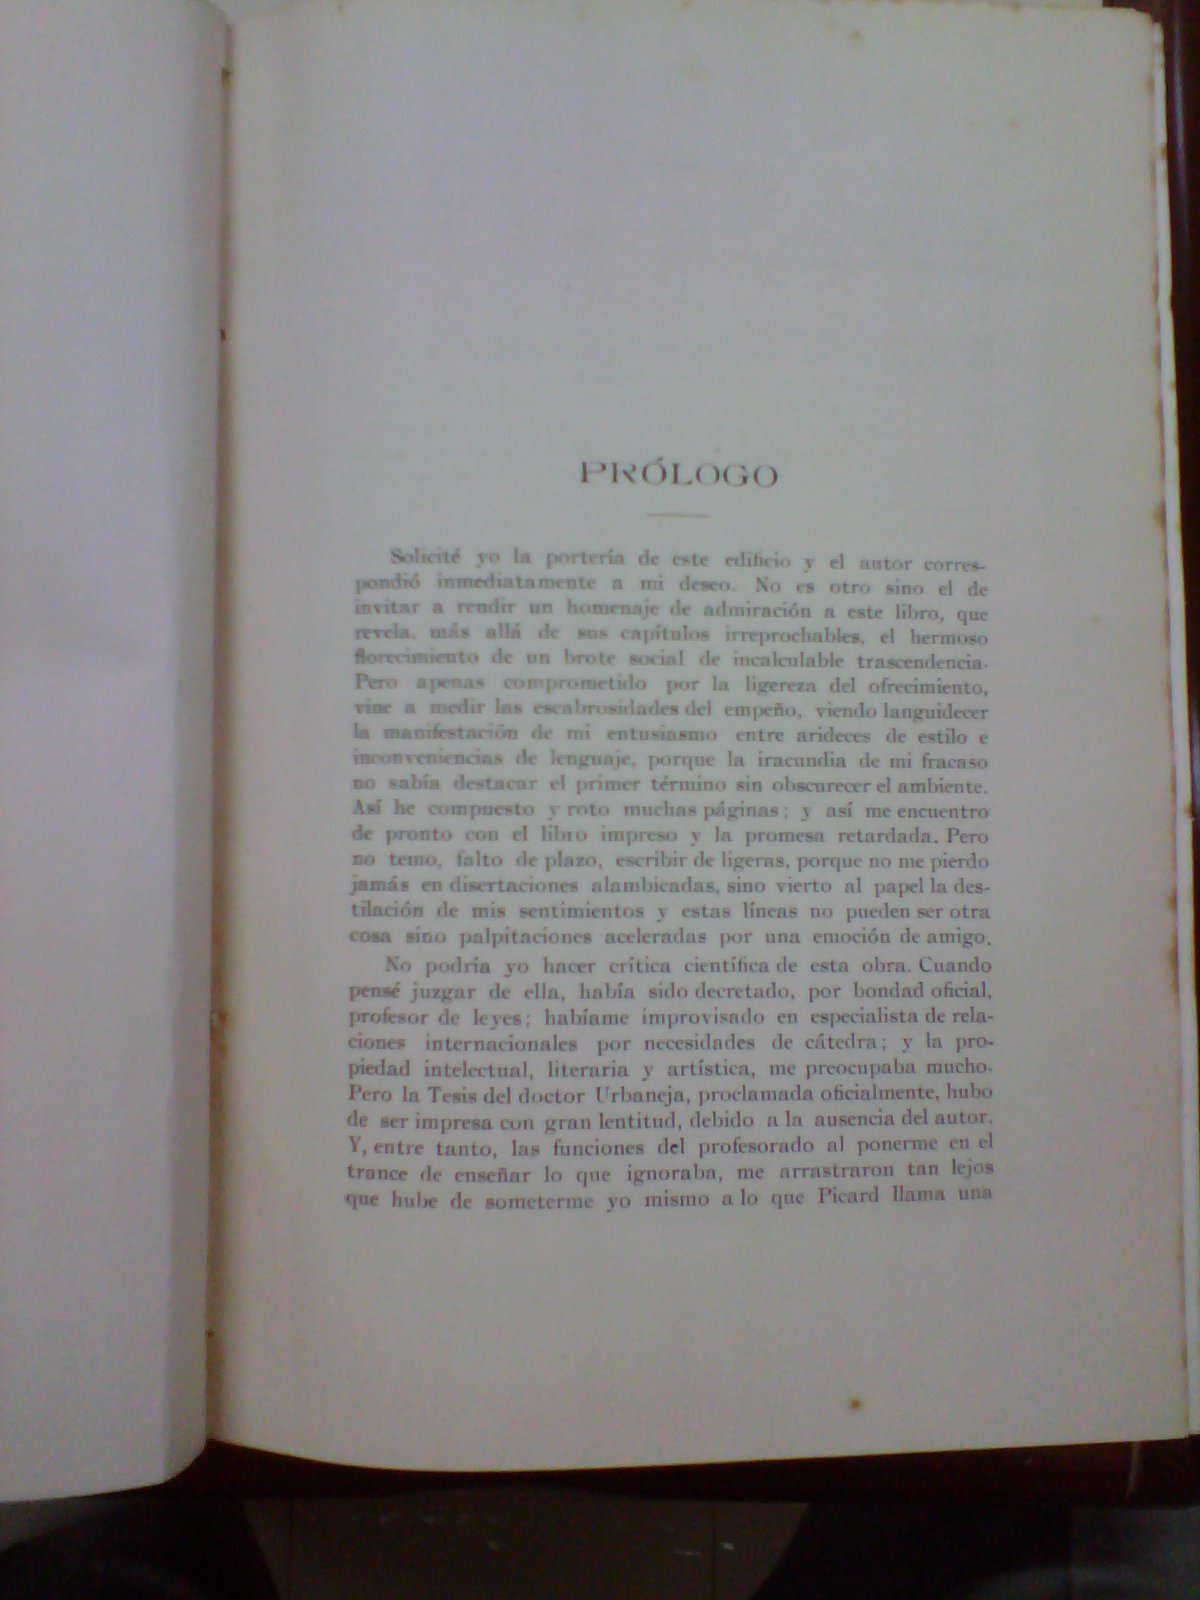 PRÓLOGO
Solicité yo la portería de este edificio y el autor corres-
pondió inmediatamente a mi deseo. No es otro sino el de
invitar a rendir un homenaje de admiración a este libro, que
revela, más allá de sus capítulos irreprochables, el hermoso
florecimiento de un brote social de incalculable trascendencia.
Pero apenas comprometido por la ligereza del ofrecimiento,
vine a medir las escabrosidades del empeño, viendo languidecer
la manifestación de mi entusiasmo entre arideces de estilo e
inconveniencias de lenguaje, porque la iracundia de mi fracaso
no sabía destacar el primer término sin obscurecer el ambiente.
Así he compuesto y roto muchas páginas; y así me encuentro
de pronto con el libro impreso y la promesa retardada. Pero
no temo, falto de plazo, escribir de ligeras, porque no me pierdo
jamás en disertaciones alambicadas, sino vierto al papel la des-
tilación de mis sentimientos y estas líneas no pueden ser otra
cosa sino palpitaciones aceleradas por una emoción de amigo.
No podría yo hacer crítica científica de esta obra. Cuando
pensé juzgar de ella, había sido decretado, por bondad oficial,
profesor de leyes; habíame improvisado en especialista de rela-
ciones internacionales por necesidades de cátedra; y la pro-
piedad intelectual, literaria y artística, me preocupaba mucho.
Pero la Tesis del doctor Urbaneja, proclamada oficialmente, hubo
de ser impresa con gran lentitud, debido a la ausencia del autor.
Y, entre tanto, las funciones del profesorado al ponerme en el
trance de enseñar lo que ignoraba, me arrastraron tan lejos
que hube de someterme yo mismo a lo que Picard llama una